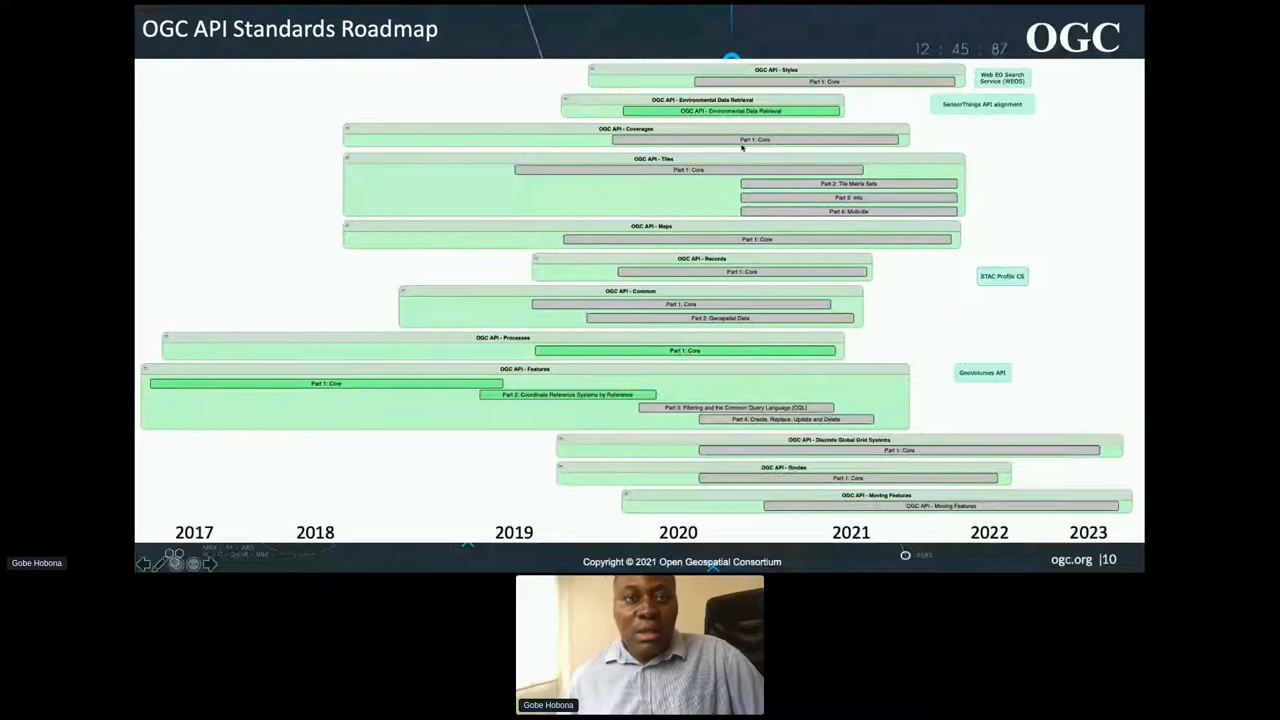 OGC API Standards Roadmap
12 : 45 : 87
OGC
OGC API - Styles
Part 1: Core
Web EO Search
Service (WEOS)
OGC API - Environmental Data Retrieval
OGC API - Environmental Data Retrieval
SensorThings API alignment
OGC API - Coverages
Part 1: Core
OGC API - Tiles
Part 1: Core
Part 2: Tile Matrix Sets
Part 3: Info
Part 4: Multi-tile
OGC API - Maps
Part 1: Core
OGC API - Records
Part 1: Core
STAC Profile CS
OGC API - Common
Part 1: Core
Part 2: Geospatial Data
OGC API - Processes
Part 1: Core
OGC API - Features
Part 1: Core
Part 2: Coordinate Reference Systems by Reference
Part 3: Filtering and the Common Query Language (CQL)
Part 4: Create, Replace, Update and Delete
GeoVolumes API
OGC API - Discrete Global Grid Systems
Part 1: Core
OGC API - Routes
Part 1: Core
OGC API - Moving Features
OGC API - Moving Features
2017 2018 2019 2020 2021 2022 2023
4585
Copyright © 2021 Open Geospatial Consortium
ogc.org |10
Gobe Hobona
Gobe Hobona